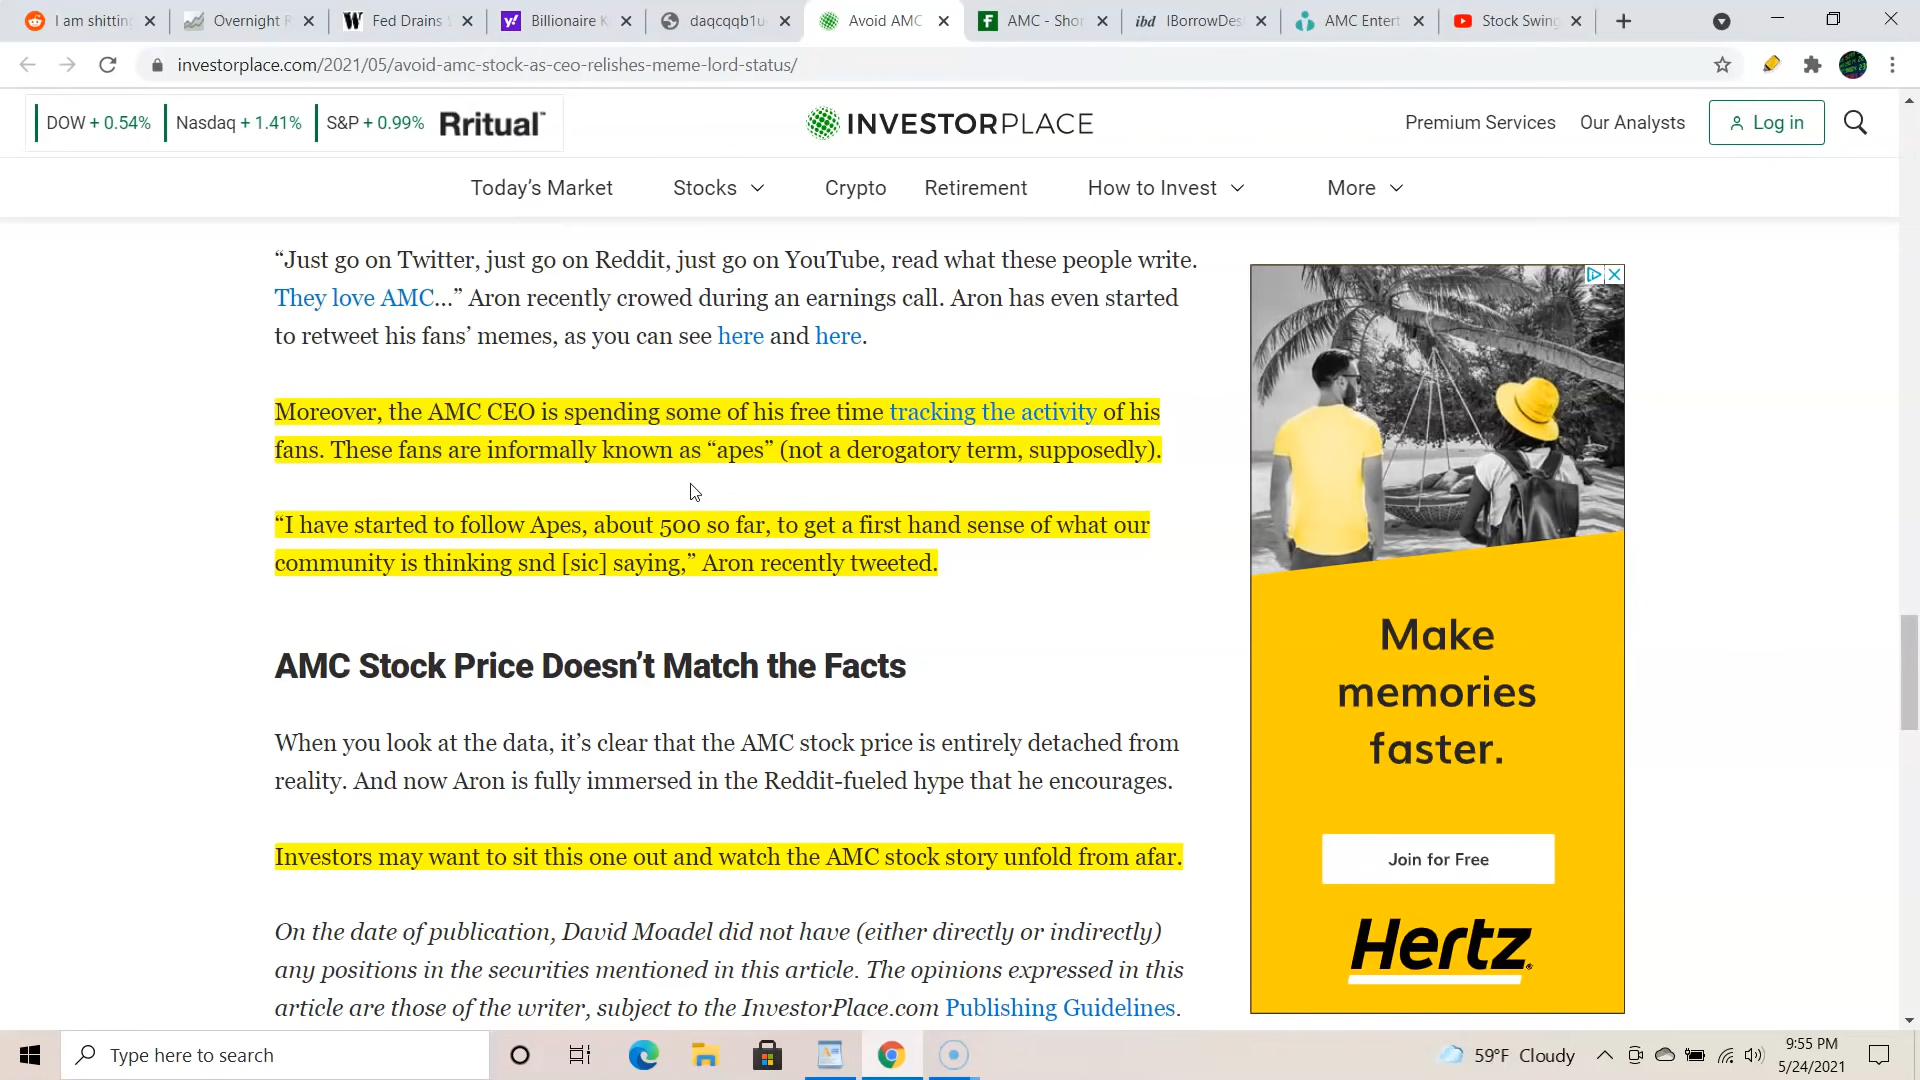 I am shittin
Overnight R
Fed Drains
Billionaire K
daqcqqb1u
Avoid AMC
AMC - Shor
IBorrowDes
AMC Entert
Stock Swin
investorplace.com/2021/05/avoid-amc-stock-as-ceo-relishes-meme-lord-status/
DOW + 0.54% Nasdaq + 1.41% S&P + 0.99% Rritual™
INVESTORPLACE
Premium Services Our Analysts Log in
Today’s Market Stocks Crypto Retirement How to Invest More
“Just go on Twitter, just go on Reddit, just go on YouTube, read what these people write.
They love AMC…” Aron recently crowed during an earnings call. Aron has even started
to retweet his fans’ memes, as you can see here and here.
Moreover, the AMC CEO is spending some of his free time tracking the activity of his
fans. These fans are informally known as “apes” (not a derogatory term, supposedly).
“I have started to follow Apes, about 500 so far, to get a first hand sense of what our
community is thinking snd [sic] saying,” Aron recently tweeted.
AMC Stock Price Doesn’t Match the Facts
When you look at the data, it’s clear that the AMC stock price is entirely detached from
reality. And now Aron is fully immersed in the Reddit-fueled hype that he encourages.
Investors may want to sit this one out and watch the AMC stock story unfold from afar.
On the date of publication, David Moadel did not have (either directly or indirectly)
any positions in the securities mentioned in this article. The opinions expressed in this
article are those of the writer, subject to the InvestorPlace.com Publishing Guidelines.
Make
memories
faster.
Join for Free
Hertz
Type here to search
59°F Cloudy
9:55 PM
5/24/2021